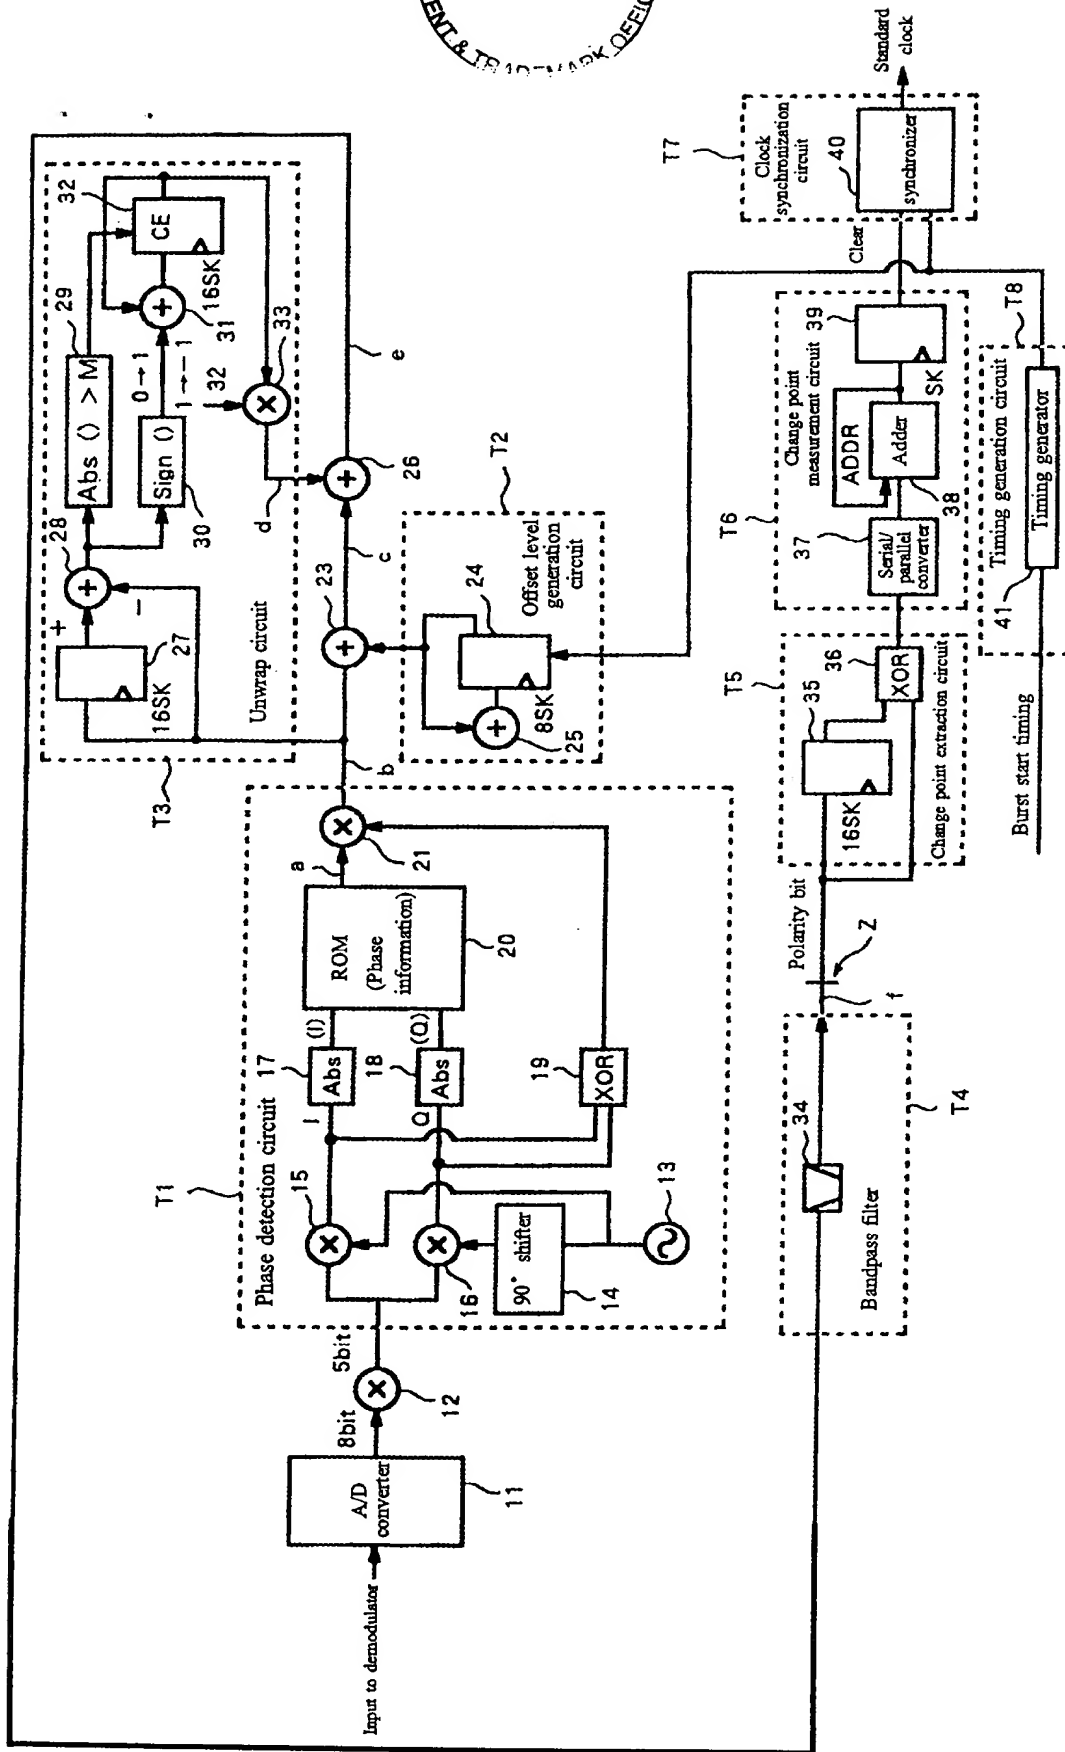 ENT & TRADEMARK OFFIC
Input to demodulator
A/D
converter
11
8bit
12
5bit
T1
Phase detection circuit
15
16
90° shifter
14
13
I
Q
17
Abs
(I)
18
Abs
(Q)
19
XOR
ROM
(Phase
information)
20
a
21
b
T3
Unwrap circuit
16SK
27
+
−
28
Abs () > M
29
Sign ()
30
0→1
1→−1
31
16SK
CE
32
32
33
d
23
c
26
e
T2
Offset level
generation
circuit
24
8SK
25
T4
Bandpass filter
34
f
Z
Polarity bit
T5
Change point extraction circuit
16SK
35
36
XOR
T6
Change point
measurement circuit
37
Serial/
parallel
converter
ADDR
Adder
38
39
SK
T7
Clock
synchronization
circuit
Clear
40
synchronizer
Standard
clock
T8
Timing generation circuit
Timing generator
41
Burst start timing